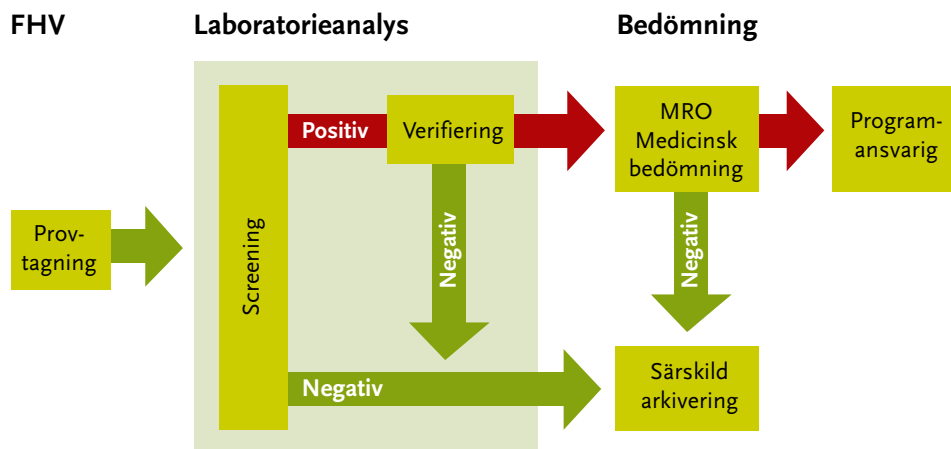 FHV
Laboratorieanalys
Bedömning
Prov-
tagning
Screening
Positiv
Verifiering
Negativ
Negativ
MRO
Medicinsk
bedömning
Negativ
Program-
ansvarig
Särskild
arkivering